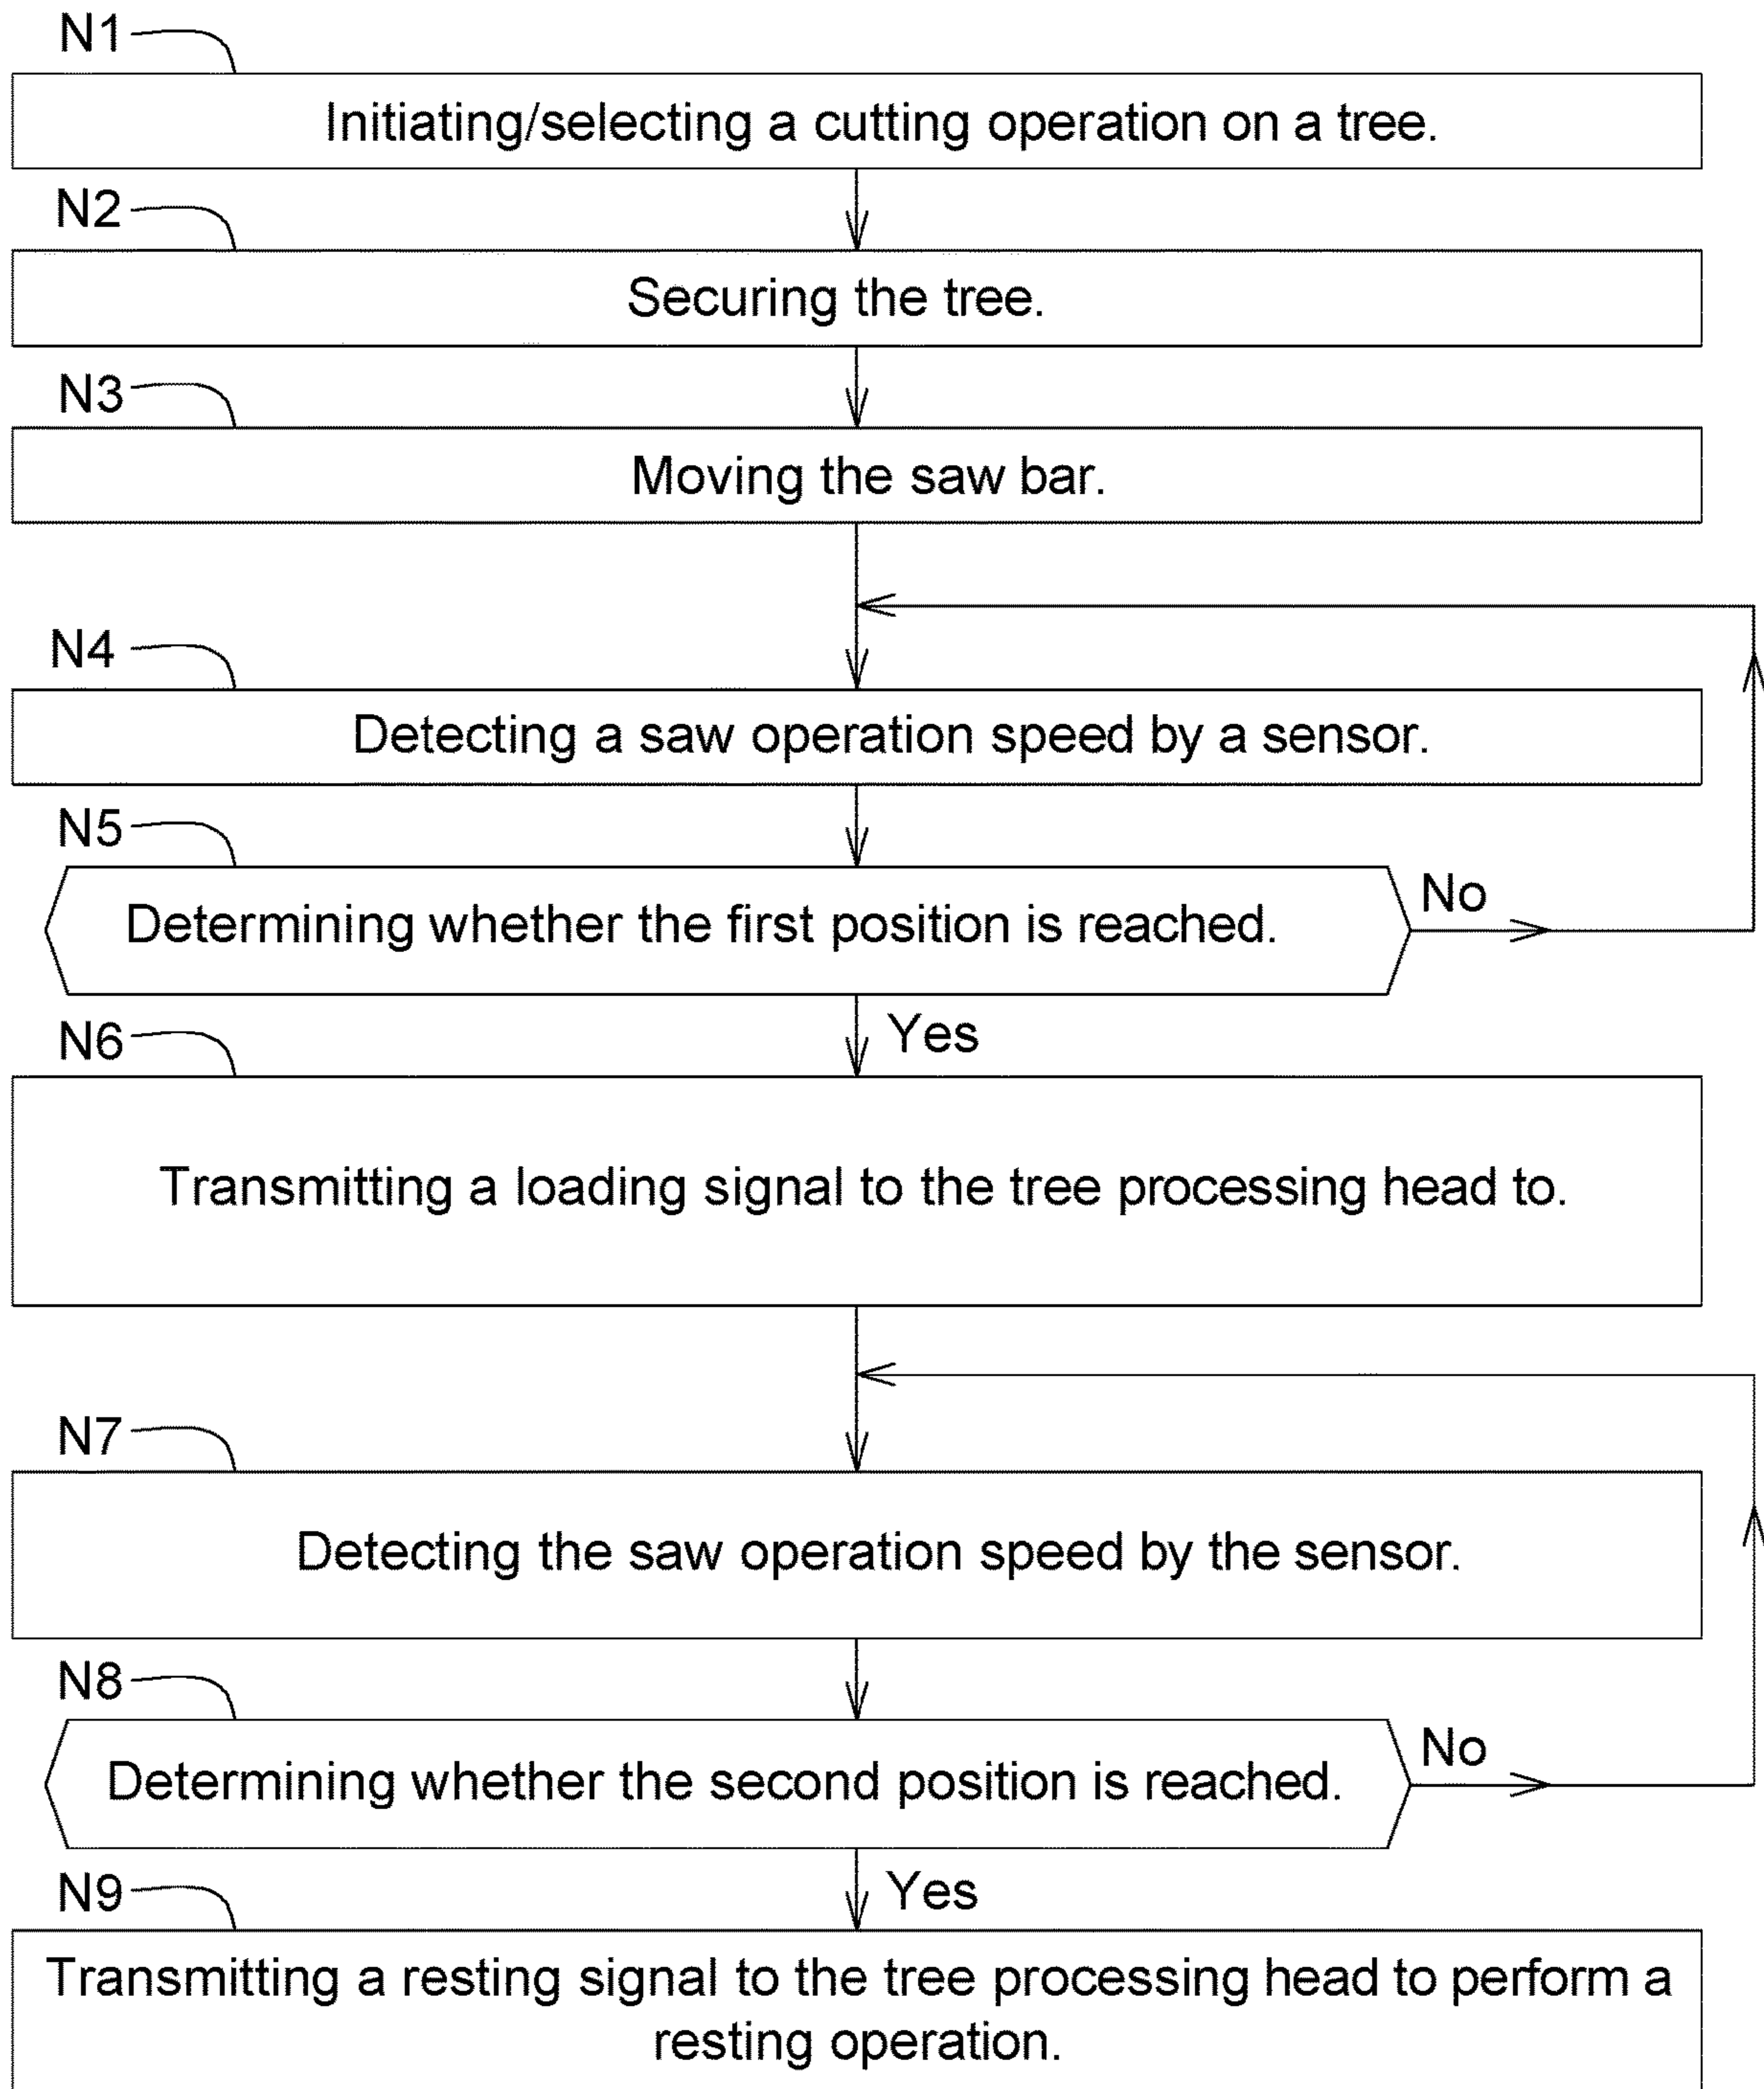 N1
Initiating/selecting a cutting operation on a tree.
N2
Securing the tree.
N3
Moving the saw bar.
N4
Detecting a saw operation speed by a sensor.
N5
Determining whether the first position is reached.
No
Yes
N6
Transmitting a loading signal to the tree processing head to.
N7
Detecting the saw operation speed by the sensor.
N8
Determining whether the second position is reached.
No
Yes
N9
Transmitting a resting signal to the tree processing head to perform a
resting operation.